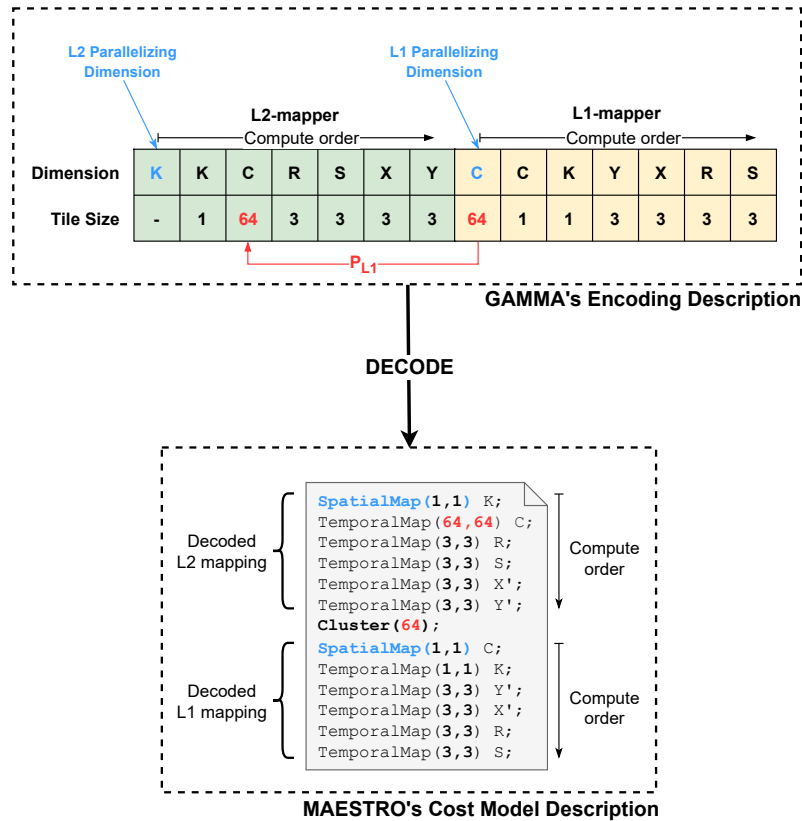 L2 Parallelizing
Dimension
L1 Parallelizing
Dimension
L2-mapper
Compute order
L1-mapper
Compute order
Dimension K K C R S X Y C C K Y X R S
Tile Size - 1 64 3 3 3 3 64 1 1 3 3 3 3
PL1
GAMMA's Encoding Description
DECODE
Decoded
L2 mapping
SpatialMap(1,1) K;
TemporalMap(64,64) C;
TemporalMap(3,3) R;
TemporalMap(3,3) S;
TemporalMap(3,3) X';
TemporalMap(3,3) Y';
Cluster(64);
Compute
order
Decoded
L1 mapping
SpatialMap(1,1) C;
TemporalMap(1,1) K;
TemporalMap(3,3) Y';
TemporalMap(3,3) X';
TemporalMap(3,3) R;
TemporalMap(3,3) S;
Compute
order
MAESTRO's Cost Model Description